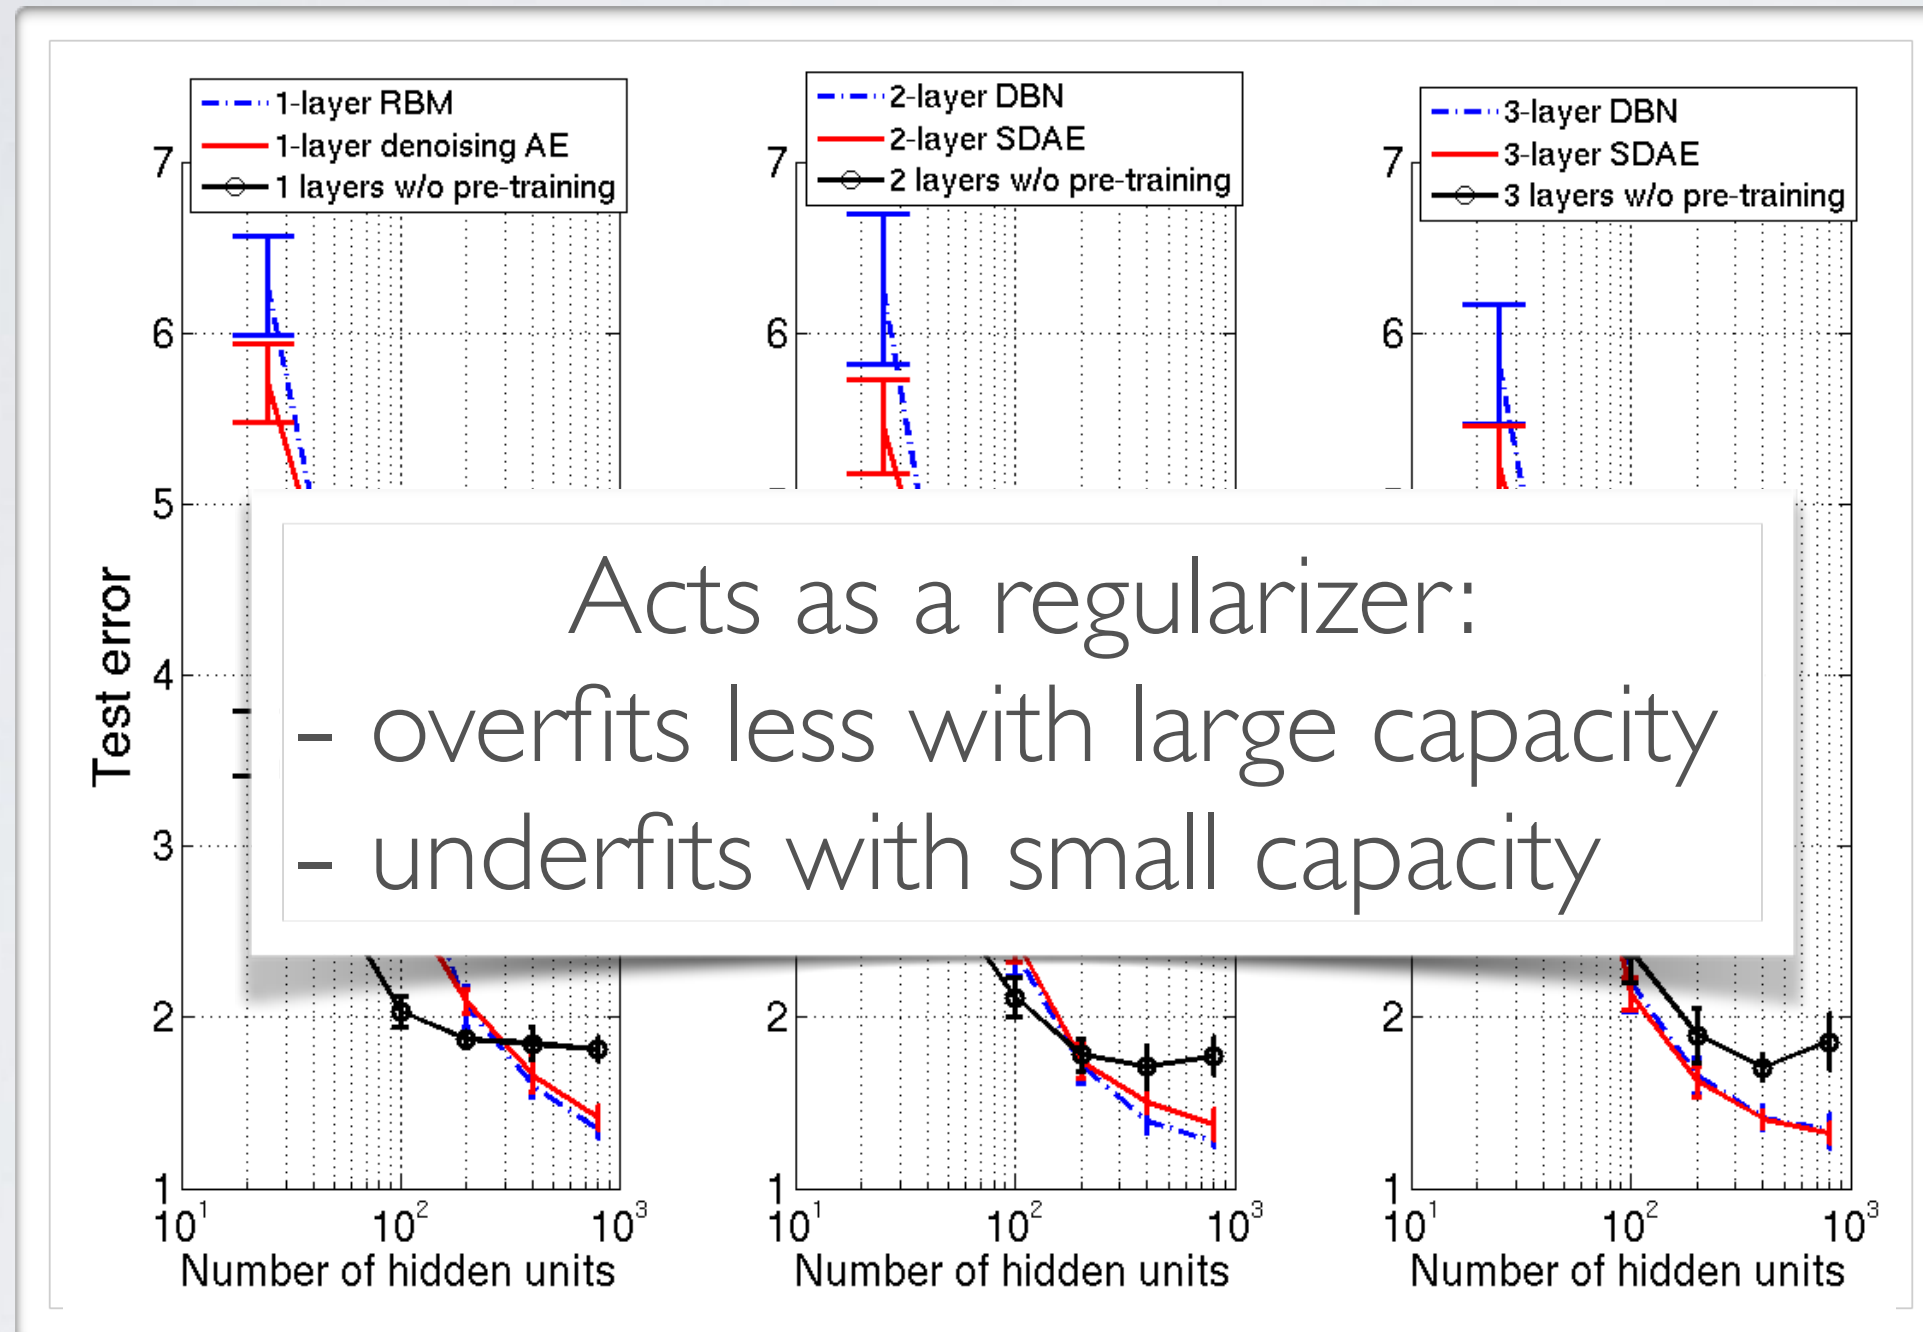 1-layer RBM
1-layer denoising AE
1 layers w/o pre-training
2-layer DBN
2-layer SDAE
2 layers w/o pre-training
3-layer DBN
3-layer SDAE
3 layers w/o pre-training
7
6
5
4
3
2
1
Test error
10¹ 10² 10³
Number of hidden units
7
6
2
1
10¹ 10² 10³
Number of hidden units
7
6
2
1
10¹ 10² 10³
Number of hidden units
Acts as a regularizer:
- overfits less with large capacity
- underfits with small capacity